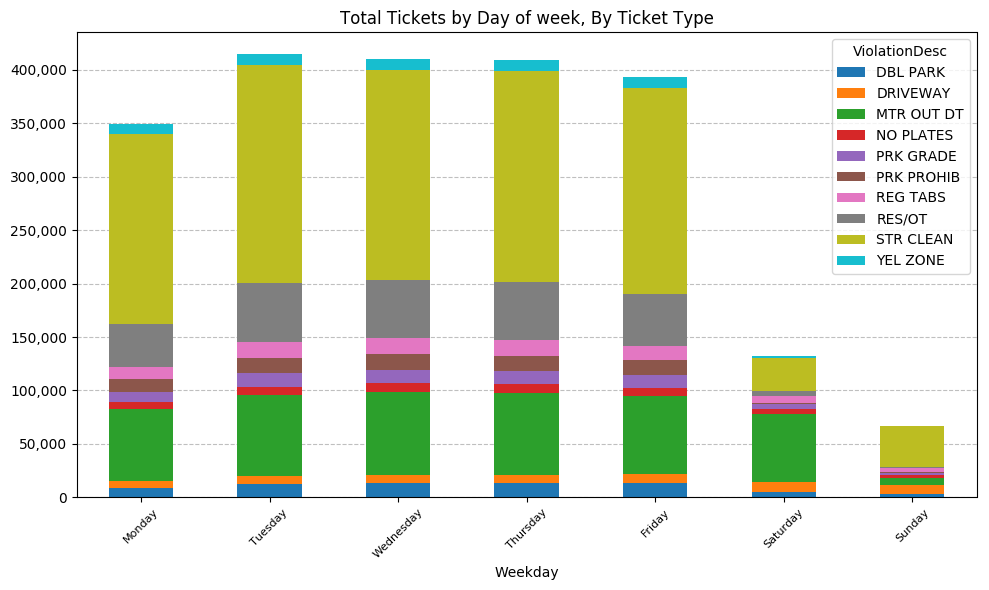 Total Tickets by Day of week, By Ticket Type
400,000
350,000
300,000
250,000
200,000
150,000
100,000
50,000
0
ViolationDesc
DBL PARK
DRIVEWAY
MTR OUT DT
NO PLATES
PRK GRADE
PRK PROHIB
REG TABS
RES/OT
STR CLEAN
YEL ZONE
Monday
Tuesday
Wednesday
Thursday
Friday
Saturday
Sunday
Weekday